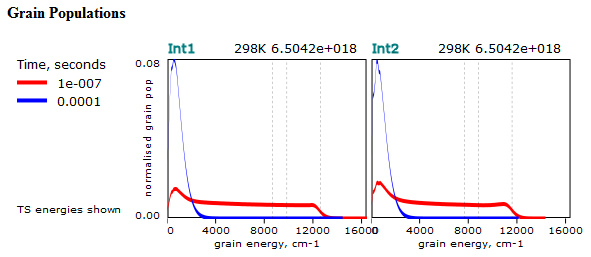 Grain Populations
Int1 298K 6.5042e+018 Int2 298K 6.5042e+018
Time, seconds
1e-007
0.0001
TS energies shown
0.08
normalised grain pop
0.00
0 4000 8000 12000 16000 0 4000 8000 12000 16000
grain energy, cm-1 grain energy, cm-1